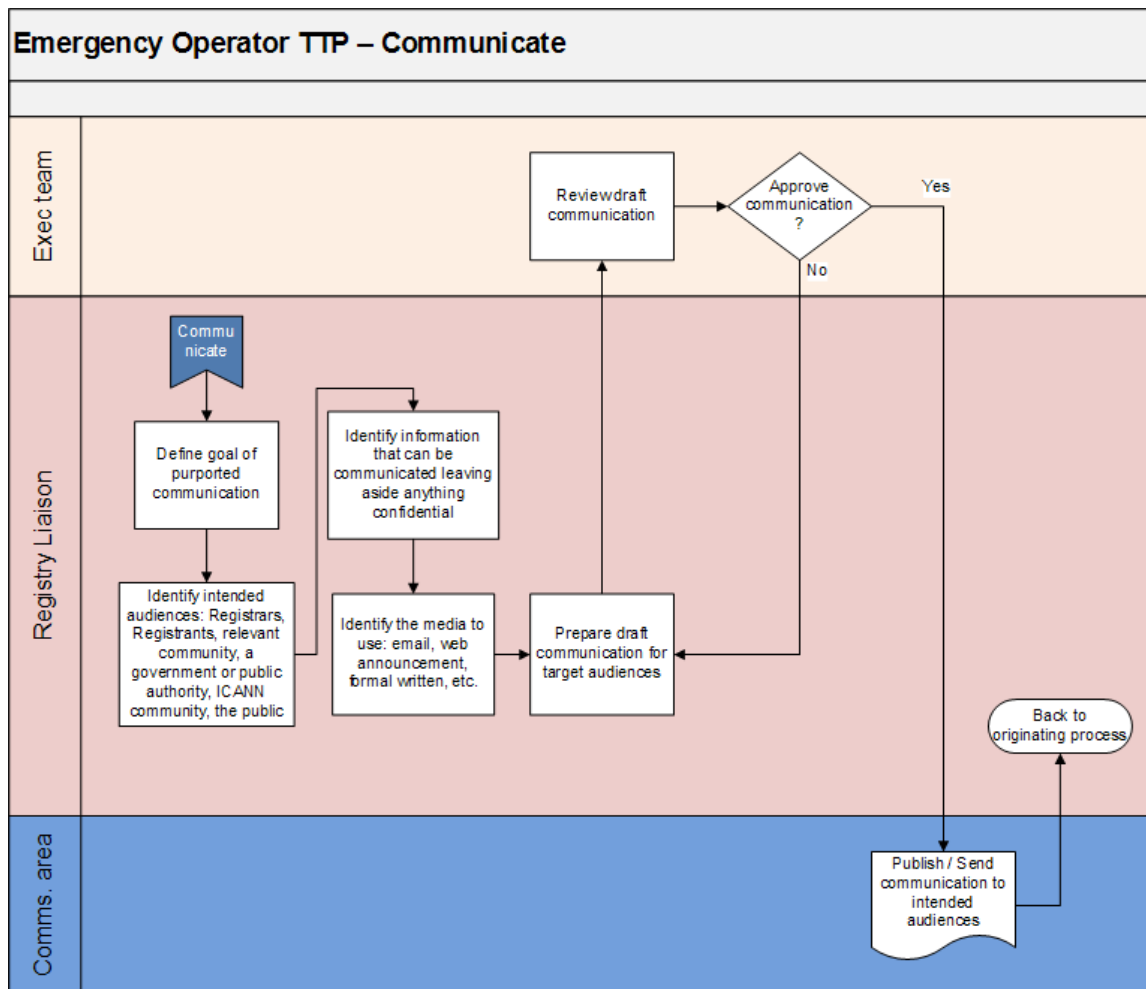 Emergency Operator TTP – Communicate
Exec team
Review draft
communication
Approve
communication
?
Yes
No
Registry Liaison
Commu
nicate
Define goal of
purported
communication
Identify intended
audiences: Registrars,
Registrants, relevant
community, a
government or public
authority, ICANN
community, the public
Identify information
that can be
communicated leaving
aside anything
confidential
Identify the media to
use: email, web
announcement,
formal written, etc.
Prepare draft
communication for
target audiences
Back to
originating process
Comms. area
Publish / Send
communication to
intended
audiences